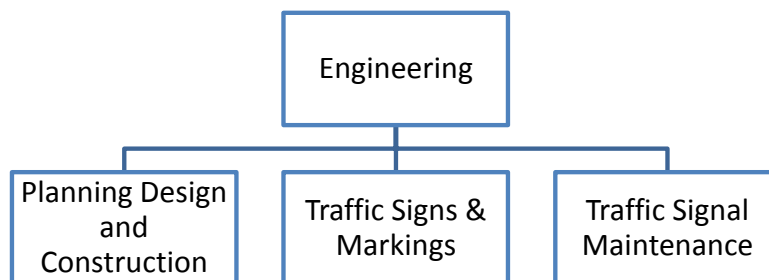 Engineering
Planning Design
and
Construction
Traffic Signs &
Markings
Traffic Signal
Maintenance